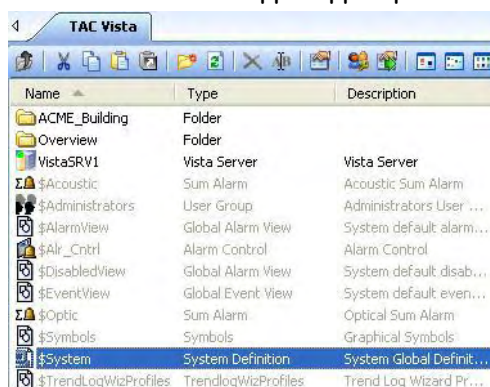 TAC Vista
Name Type Description
ACME_Building Folder
Overview Folder
VistaSRV1 Vista Server Vista Server
$Acoustic Sum Alarm Acoustic Sum Alarm
$Administrators User Group Administrators User ...
$AlarmView Global Alarm View System default alarm...
$Alr_Cntrl Alarm Control Alarm Control
$DisabledView Global Alarm View System default disab...
$EventView Global Event View System default even...
$Optic Sum Alarm Optical Sum Alarm
$Symbols Symbols Graphical Symbols
$System System Definition System Global Definit...
$TrendLogWizProfiles TrendlogWizProfiles Trend Log Wizard Pr...